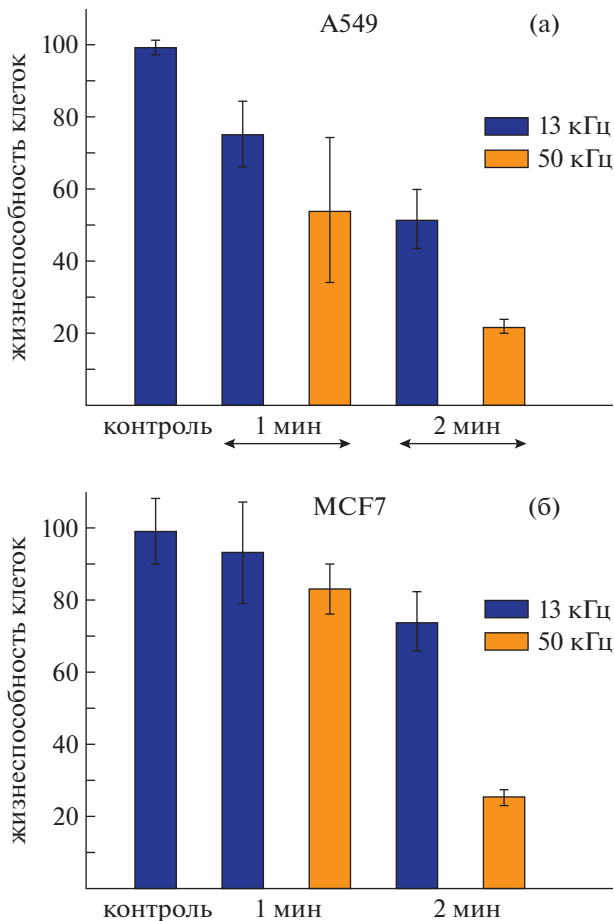 A549
(а)
жизнеспособность клеток
100
80
60
40
20
13 кГц
50 кГц
контроль 1 мин 2 мин
MCF7
(б)
жизнеспособность клеток
100
80
60
40
20
13 кГц
50 кГц
контроль 1 мин 2 мин